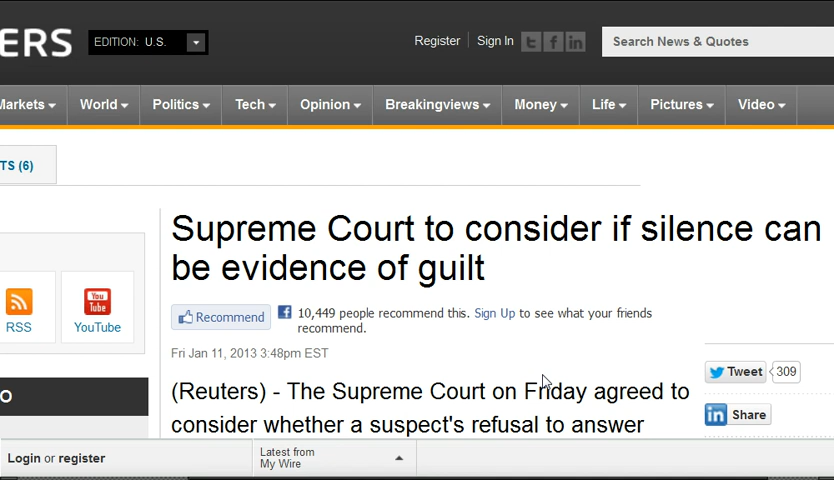 ERS EDITION: U.S. Register Sign In Search News & Quotes
Markets World Politics Tech Opinion Breakingviews Money Life Pictures Video
TS (6)
Supreme Court to consider if silence can
be evidence of guilt
Recommend 10,449 people recommend this. Sign Up to see what your friends
recommend.
RSS YouTube
Fri Jan 11, 2013 3:48pm EST
Tweet 309
O
(Reuters) - The Supreme Court on Friday agreed to
consider whether a suspect's refusal to answer
Share
Login or register
Latest from
My Wire